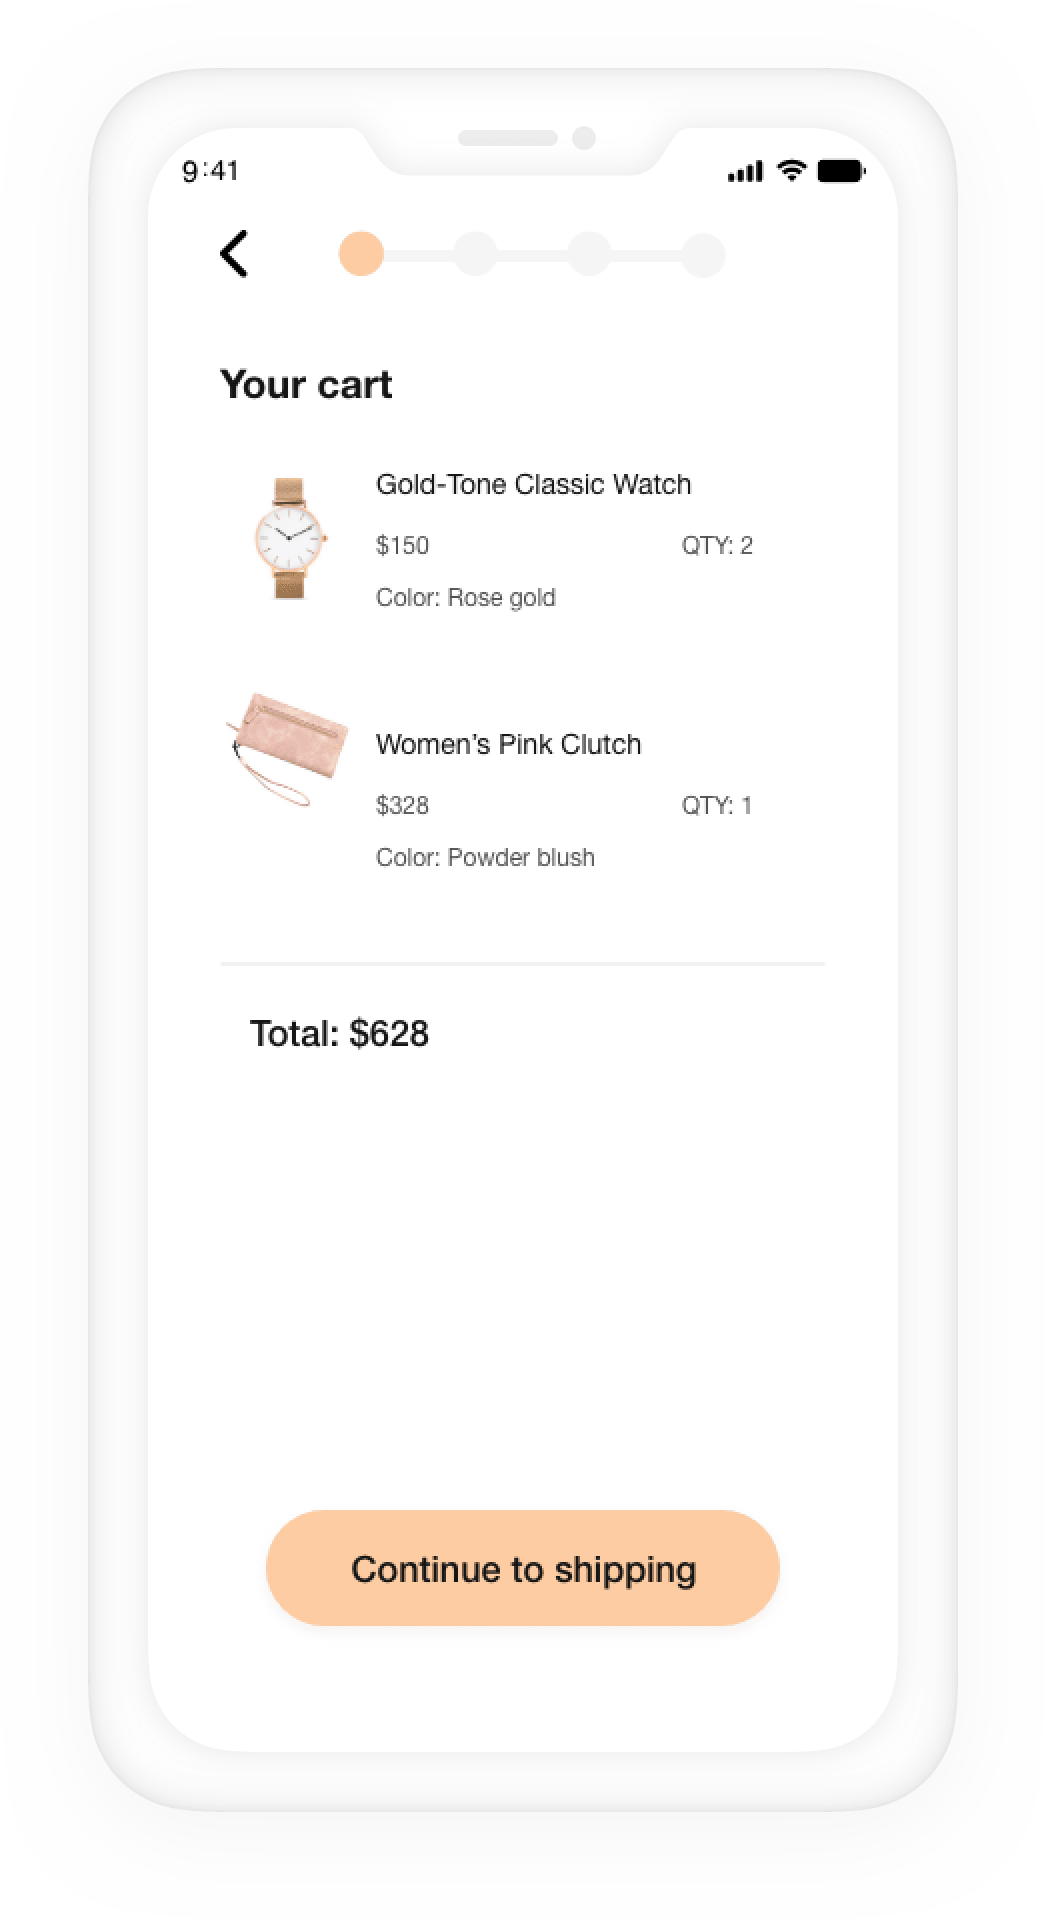 9:41
Your cart
Gold-Tone Classic Watch
$150 QTY: 2
Color: Rose gold
Women's Pink Clutch
$328 QTY: 1
Color: Powder blush
Total: $628
Continue to shipping